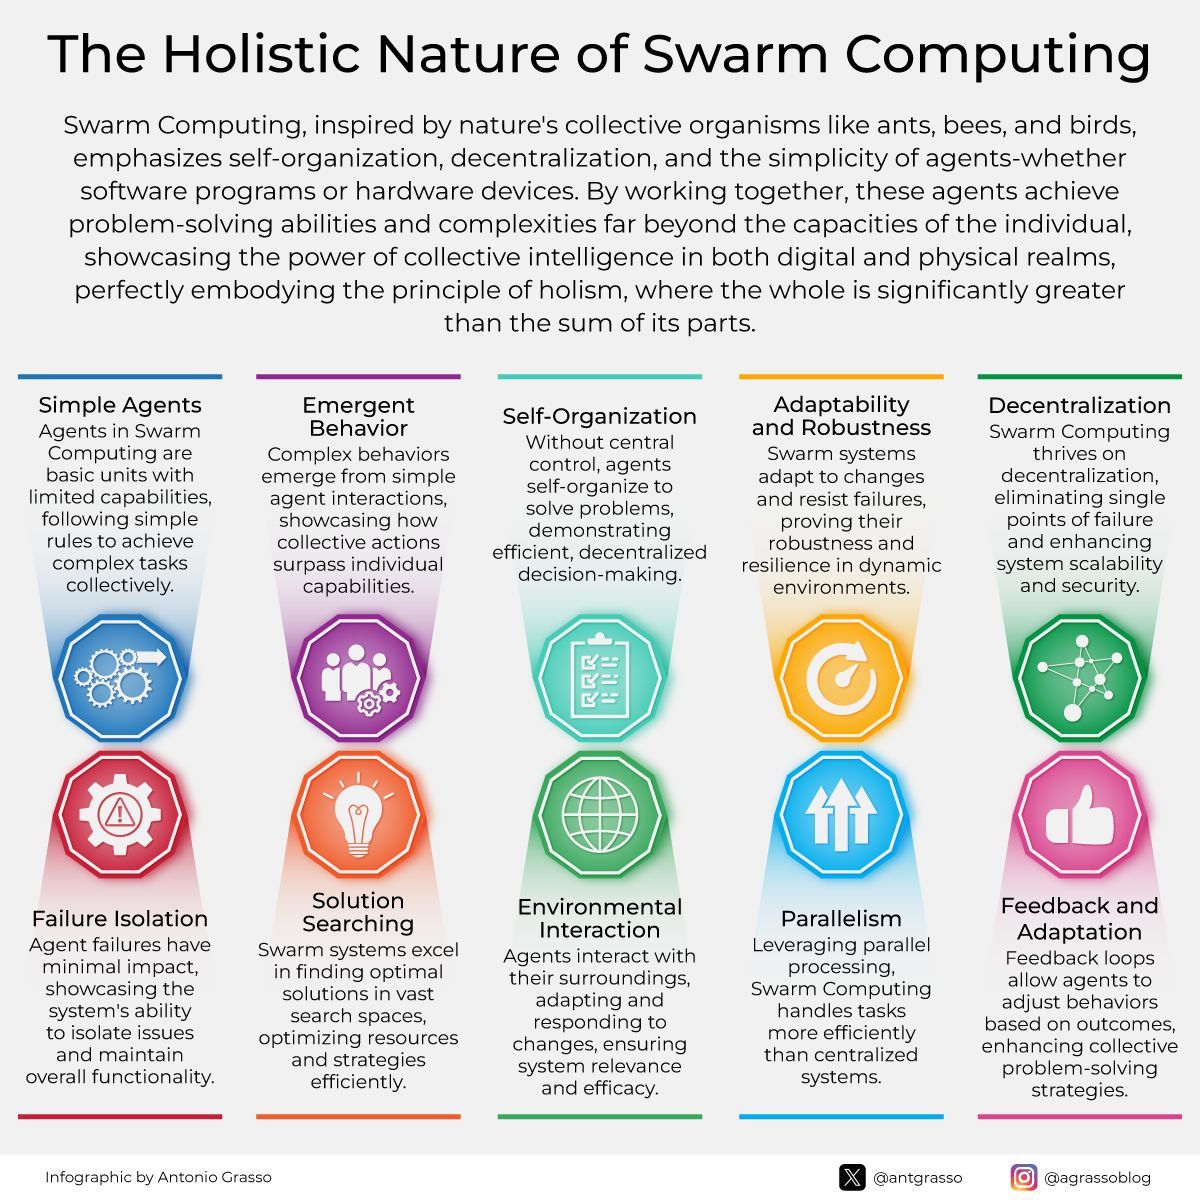 The Holistic Nature of Swarm Computing
Swarm Computing, inspired by nature's collective organisms like ants, bees, and birds,
emphasizes self-organization, decentralization, and the simplicity of agents-whether
software programs or hardware devices. By working together, these agents achieve
problem-solving abilities and complexities far beyond the capacities of the individual,
showcasing the power of collective intelligence in both digital and physical realms,
perfectly embodying the principle of holism, where the whole is significantly greater
than the sum of its parts.
Simple Agents
Agents in Swarm
Computing are
basic units with
limited capabilities,
following simple
rules to achieve
complex tasks
collectively.
Emergent
Behavior
Complex behaviors
emerge from simple
agent interactions,
showcasing how
collective actions
surpass individual
capabilities.
Self-Organization
Without central
control, agents
self-organize to
solve problems,
demonstrating
efficient, decentralized
decision-making.
Adaptability
and Robustness
Swarm systems
adapt to changes
and resist failures,
proving their
robustness and
resilience in dynamic
environments.
Decentralization
Swarm Computing
thrives on
decentralization,
eliminating single
points of failure
and enhancing
system scalability
and security.
Failure Isolation
Agent failures have
minimal impact,
showcasing the
system's ability
to isolate issues
and maintain
overall functionality.
Solution
Searching
Swarm systems excel
in finding optimal
solutions in vast
search spaces,
optimizing resources
and strategies
efficiently.
Environmental
Interaction
Agents interact with
their surroundings,
adapting and
responding to
changes, ensuring
system relevance
and efficacy.
Parallelism
Leveraging parallel
processing,
Swarm Computing
handles tasks
more efficiently
than centralized
systems.
Feedback and
Adaptation
Feedback loops
allow agents to
adjust behaviors
based on outcomes,
enhancing collective
problem-solving
strategies.
Infographic by Antonio Grasso
@antgrasso
@agrassoblog